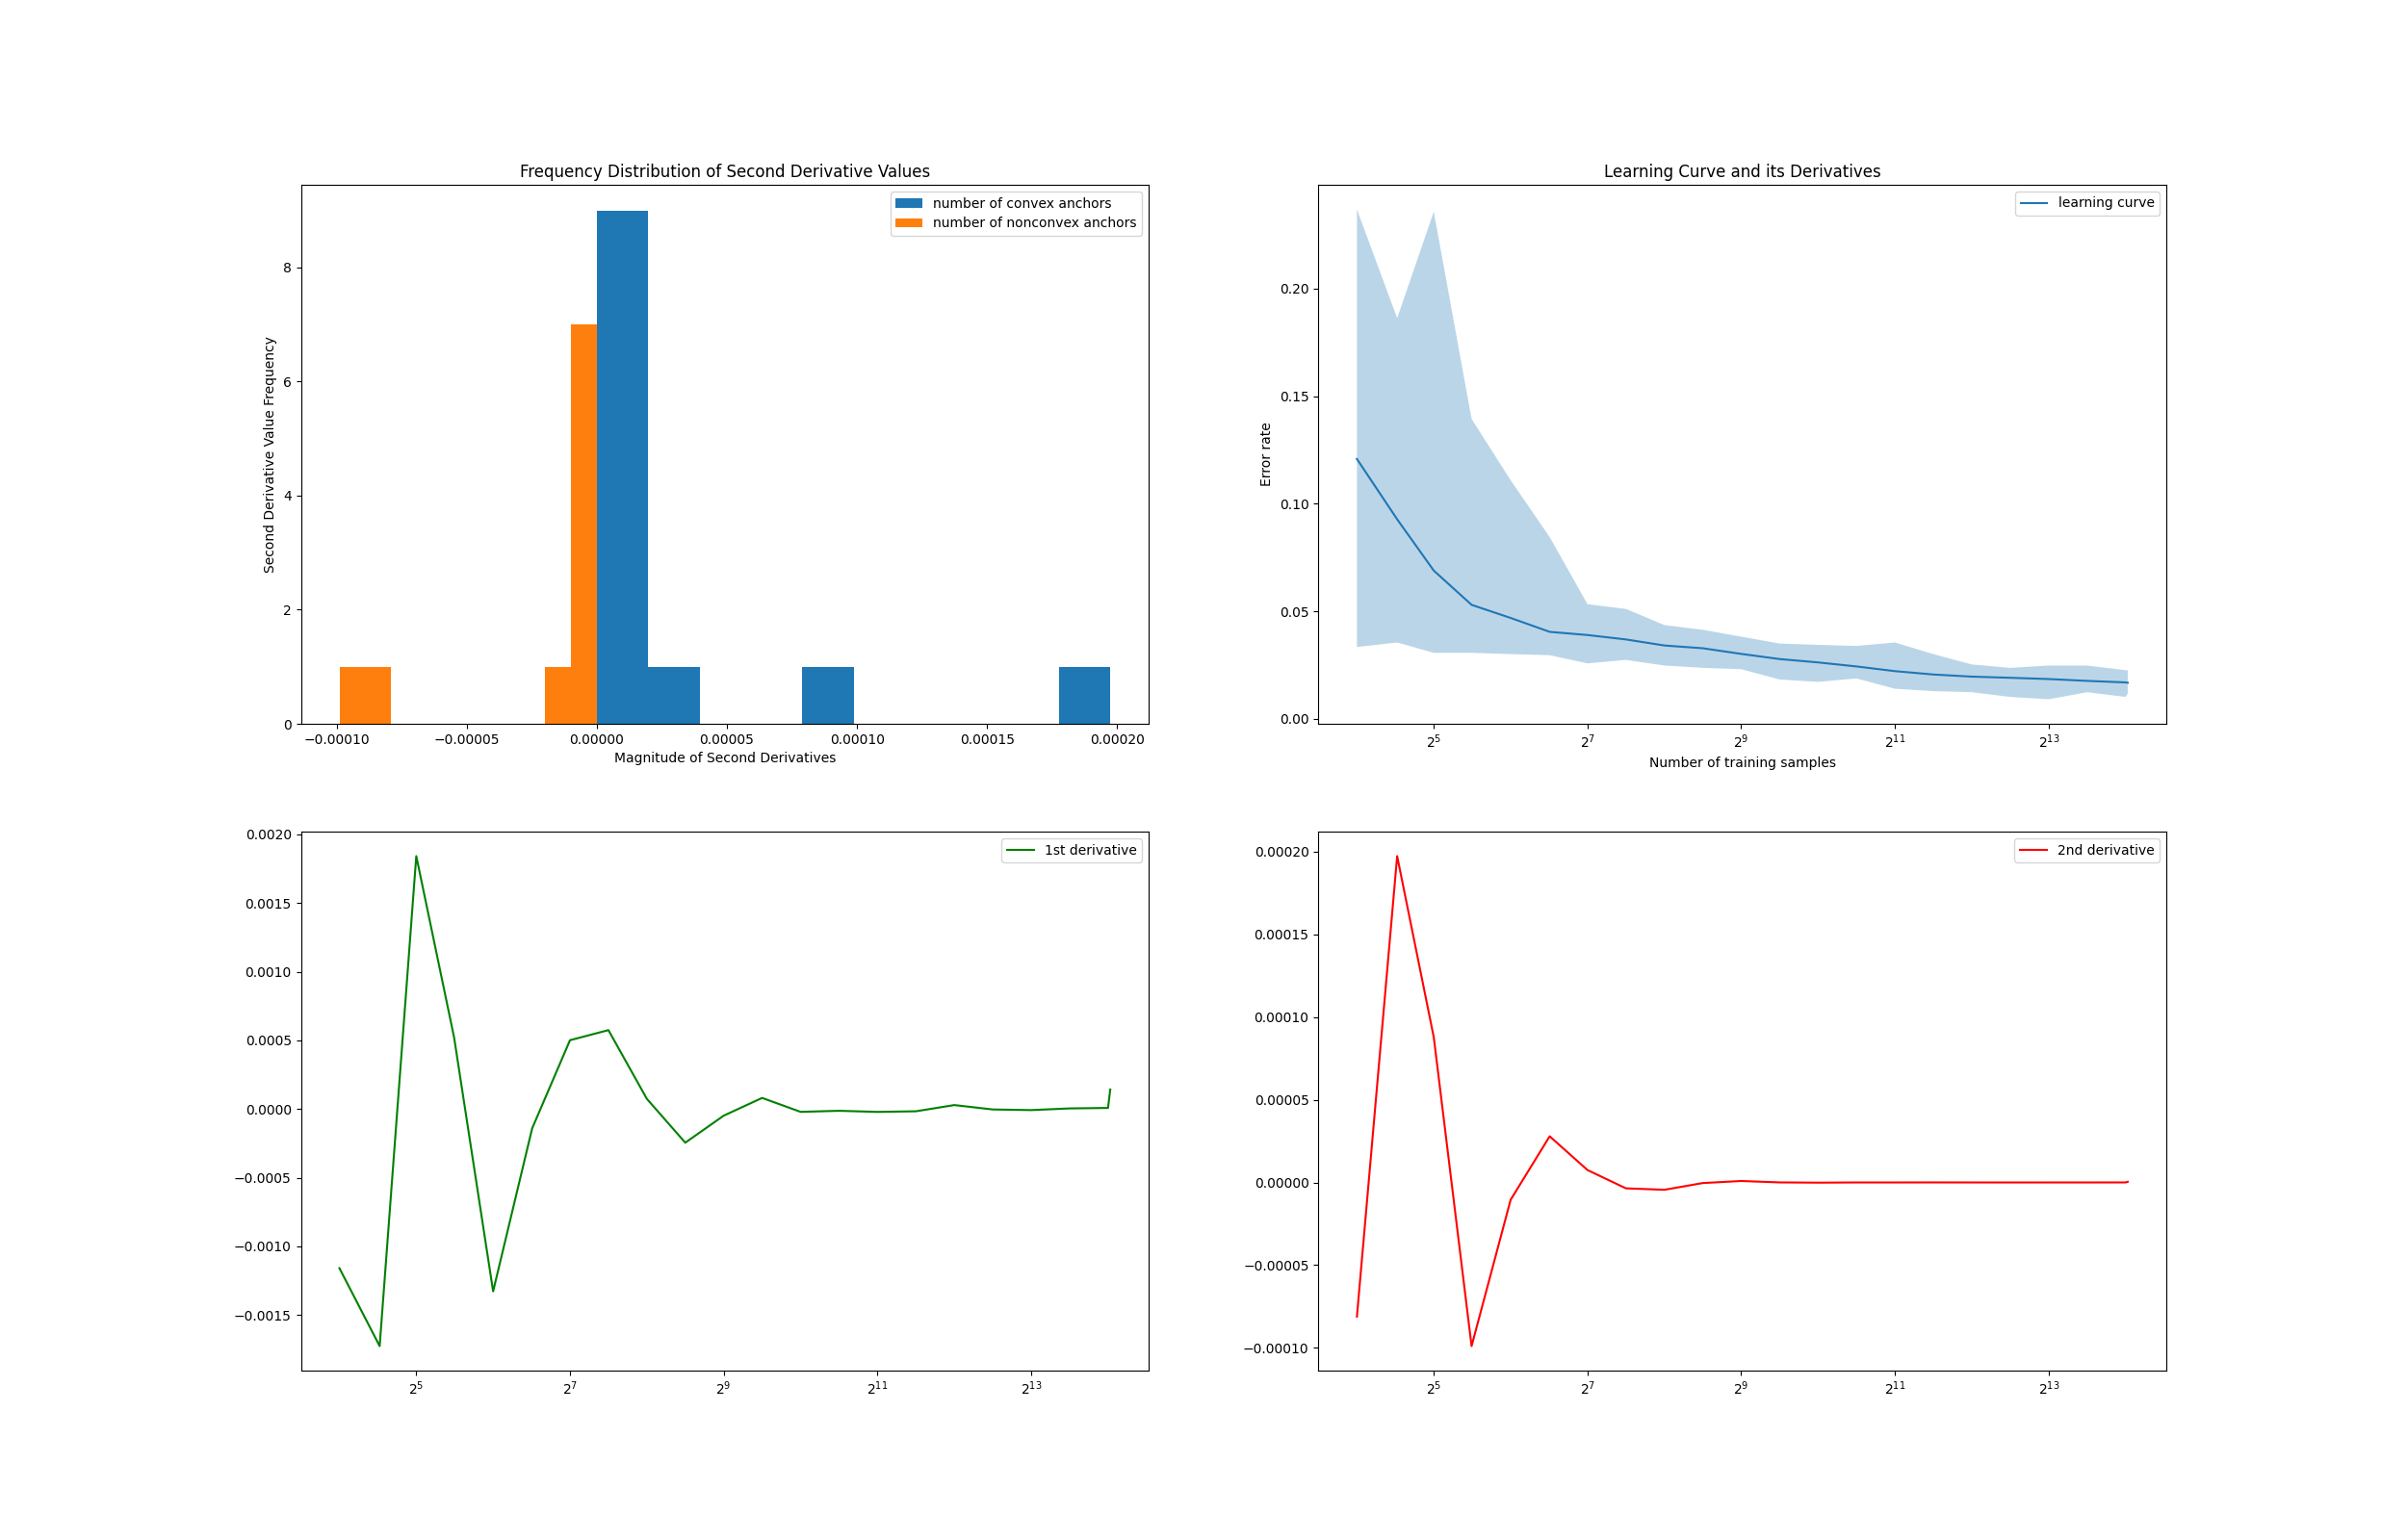 Frequency Distribution of Second Derivative Values
number of convex anchors
number of nonconvex anchors
8
6
4
2
0
Second Derivative Value Frequency
−0.00010 −0.00005 0.00000 0.00005 0.00010 0.00015 0.00020
Magnitude of Second Derivatives
Learning Curve and its Derivatives
learning curve
0.20
0.15
0.10
0.05
0.00
Error rate
2^5 2^7 2^9 2^11 2^13
Number of training samples
1st derivative
0.0020
0.0015
0.0010
0.0005
0.0000
−0.0005
−0.0010
−0.0015
2^5 2^7 2^9 2^11 2^13
2nd derivative
0.00020
0.00015
0.00010
0.00005
0.00000
−0.00005
−0.00010
2^5 2^7 2^9 2^11 2^13